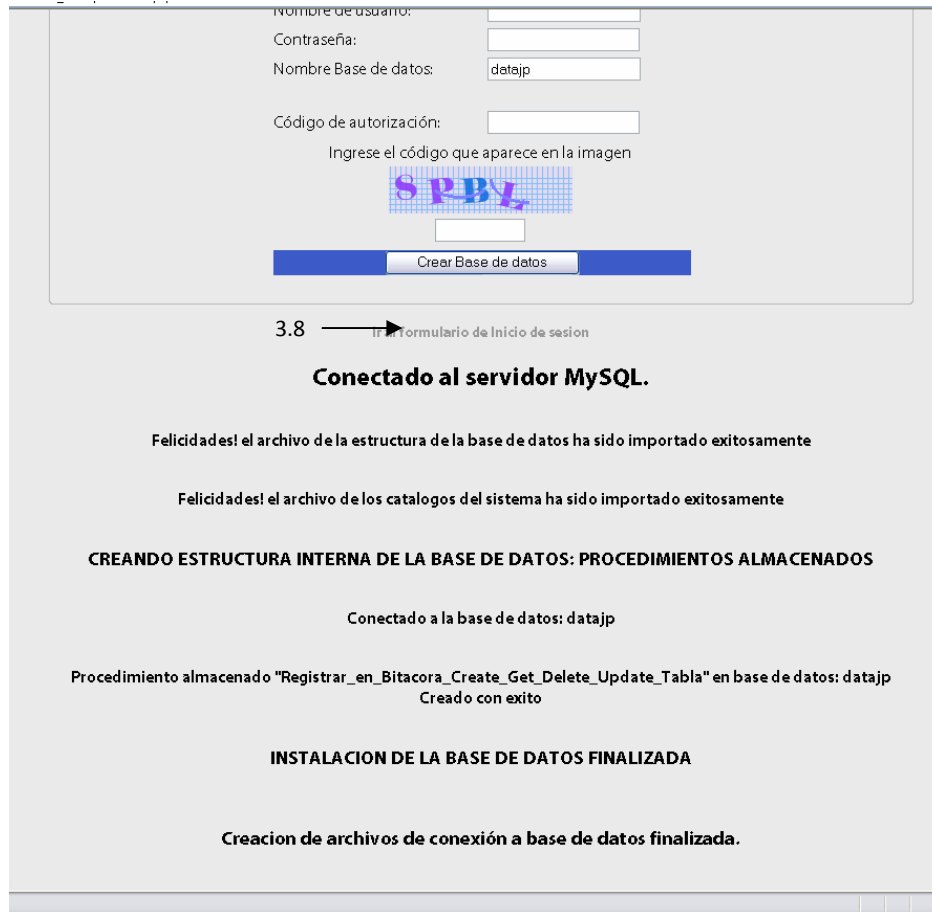 Nombre de usuario:
Contraseña:
Nombre Base de datos: datajp
Código de autorización:
Ingrese el código que aparece en la imagen
SPBL
Crear Base de datos
3.8
Ir al formulario de Inicio de sesion
Conectado al servidor MySQL.
Felicidades! el archivo de la estructura de la base de datos ha sido importado exitosamente
Felicidades! el archivo de los catalogos del sistema ha sido importado exitosamente
CREANDO ESTRUCTURA INTERNA DE LA BASE DE DATOS: PROCEDIMIENTOS ALMACENADOS
Conectado a la base de datos: datajp
Procedimiento almacenado "Registrar_en_Bitacora_Create_Get_Delete_Update_Tabla" en base de datos: datajp
Creado con exito
INSTALACION DE LA BASE DE DATOS FINALIZADA
Creacion de archivos de conexión a base de datos finalizada.